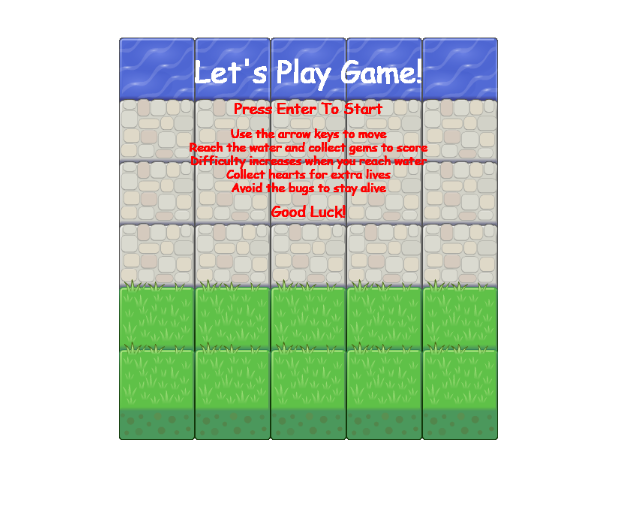 Let's Play Game!
Press Enter To Start
Use the arrow keys to move
Reach the water and collect gems to score
Difficulty increases when you reach water
Collect hearts for extra lives
Avoid the bugs to stay alive
Good Luck!